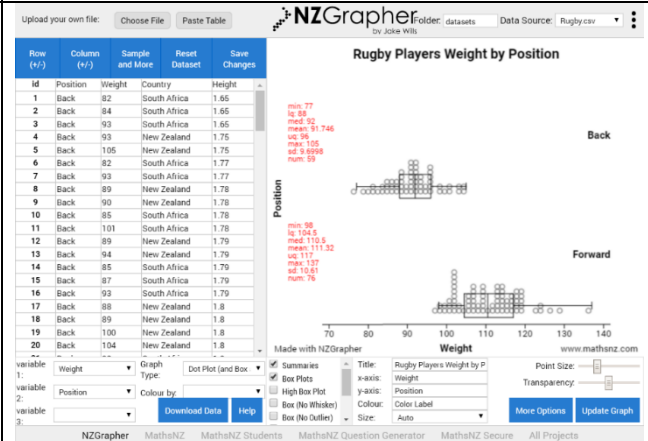 Upload your own file:
Choose File
Paste Table
NZGrapher
by Jake Wills
Folder: datasets
Data Source: Rugby.csv
Row (+/-)
Column (+/-)
Sample and More
Reset Dataset
Save Changes
id Position Weight Country Height
1 Back 82 South Africa 1.65
2 Back 84 South Africa 1.65
3 Back 93 South Africa 1.65
4 Back 93 New Zealand 1.75
5 Back 105 New Zealand 1.75
6 Back 82 South Africa 1.77
7 Back 93 South Africa 1.77
8 Back 89 New Zealand 1.78
9 Back 90 New Zealand 1.78
10 Back 85 South Africa 1.78
11 Back 101 South Africa 1.78
12 Back 89 New Zealand 1.79
13 Back 94 New Zealand 1.79
14 Back 85 South Africa 1.79
15 Back 87 South Africa 1.79
16 Back 93 South Africa 1.79
17 Back 88 New Zealand 1.8
18 Back 89 New Zealand 1.8
19 Back 100 New Zealand 1.8
20 Back 104 New Zealand 1.8
Rugby Players Weight by Position
min: 77
lq: 88
med: 92
mean: 91.746
uq: 96
max: 105
sd: 9.6998
num: 59
Back
Position
min: 98
lq: 104.5
med: 110.5
mean: 111.32
uq: 117
max: 137
sd: 10.61
num: 76
Forward
70 80 90 100 110 120 130 140
Made with NZGrapher
Weight
www.mathsnz.com
variable 1: Weight
Graph Type: Dot Plot (and Box
variable 2: Position
Colour by:
variable 3:
Download Data
Help
Summaries
Box Plots
High Box Plot
Box (No Whisker)
Box (No Outlier)
Title: Rugby Players Weight by P
x-axis: Weight
y-axis: Position
Colour: Color Label
Size: Auto
Point Size:
Transparency:
More Options
Update Graph
NZGrapher MathsNZ MathsNZ Students MathsNZ Question Generator MathsNZ Secure All Projects